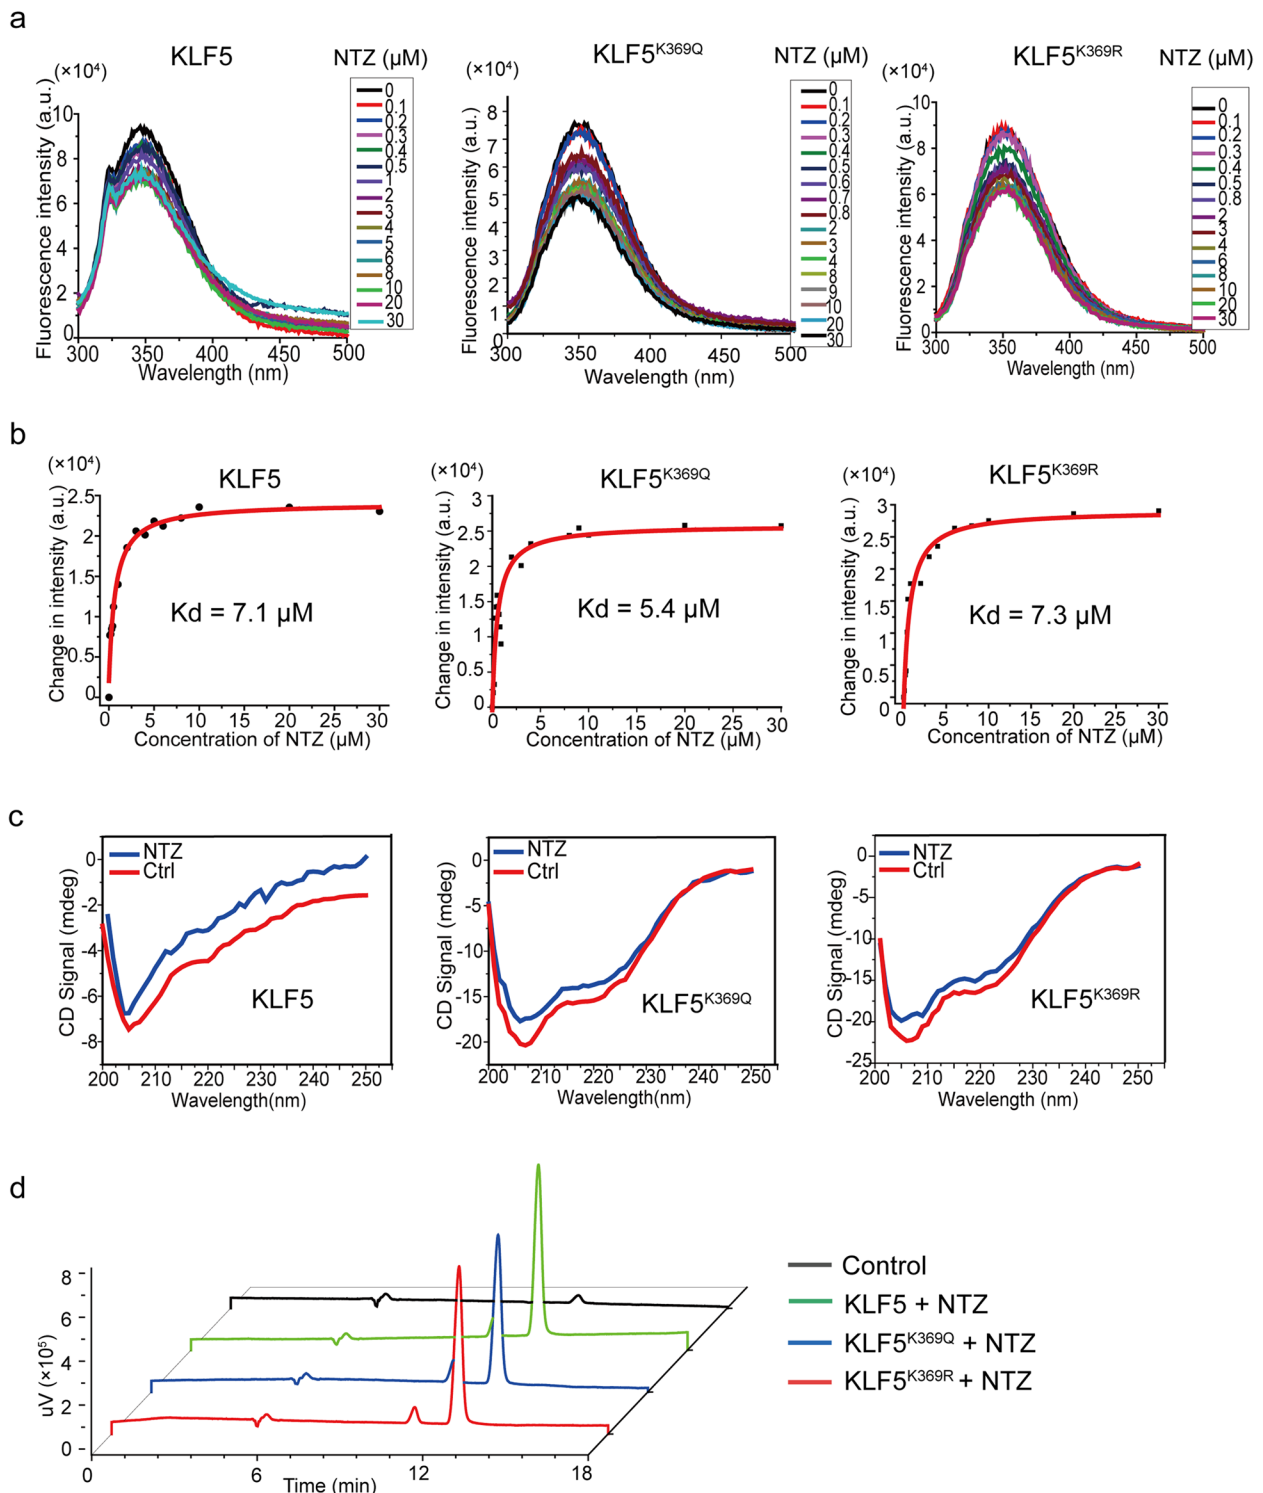 a
KLF5
NTZ (μM)
(×10⁴)
Fluorescence intensity (a.u.)
10
8
6
4
2
0
300
350
400
450
500
Wavelength (nm)
0
0.1
0.2
0.3
0.4
0.5
1
2
3
4
5
6
8
10
20
30
KLF5K369Q
NTZ (μM)
(×10⁴)
Fluorescence intensity (a.u.)
8
7
6
5
4
3
2
1
0
300
350
400
450
500
Wavelength (nm)
0
0.1
0.2
0.3
0.4
0.5
0.6
0.7
0.8
2
3
4
8
9
10
20
30
KLF5K369R
NTZ (μM)
(×10⁴)
Fluorescence intensity (a.u.)
10
8
6
4
2
0
300
350
400
450
500
Wavelength (nm)
0
0.1
0.2
0.3
0.4
0.5
0.8
2
3
4
6
8
10
20
30
b
(×10⁴)
KLF5
Change in intensity (a.u.)
2.5
2
1.5
1
0.5
0
Kd = 7.1 μM
0 5 10 15 20 25 30
Concentration of NTZ (μM)
(×10⁴)
KLF5K369Q
Change in intensity (a.u.)
3
2.5
2
1.5
1
0.5
0
Kd = 5.4 μM
0 5 10 15 20 25 30
Concentration of NTZ (μM)
(×10⁴)
KLF5K369R
Change in intensity (a.u.)
3
2.5
2
1.5
1
0.5
0
Kd = 7.3 μM
0 5 10 15 20 25 30
Concentration of NTZ (μM)
c
NTZ
Ctrl
CD Signal (mdeg)
0
-2
-4
-6
-8
KLF5
200 210 220 230 240 250
Wavelength(nm)
NTZ
Ctrl
CD Signal (mdeg)
0
-5
-10
-15
-20
KLF5K369Q
200 210 220 230 240 250
Wavelength(nm)
NTZ
Ctrl
CD Signal (mdeg)
0
-5
-10
-15
-20
-25
KLF5K369R
200 210 220 230 240 250
Wavelength (nm)
d
uV (×10⁵)
8
6
4
2
0
0 6 12 18
Time (min)
Control
KLF5 + NTZ
KLF5K369Q + NTZ
KLF5K369R + NTZ